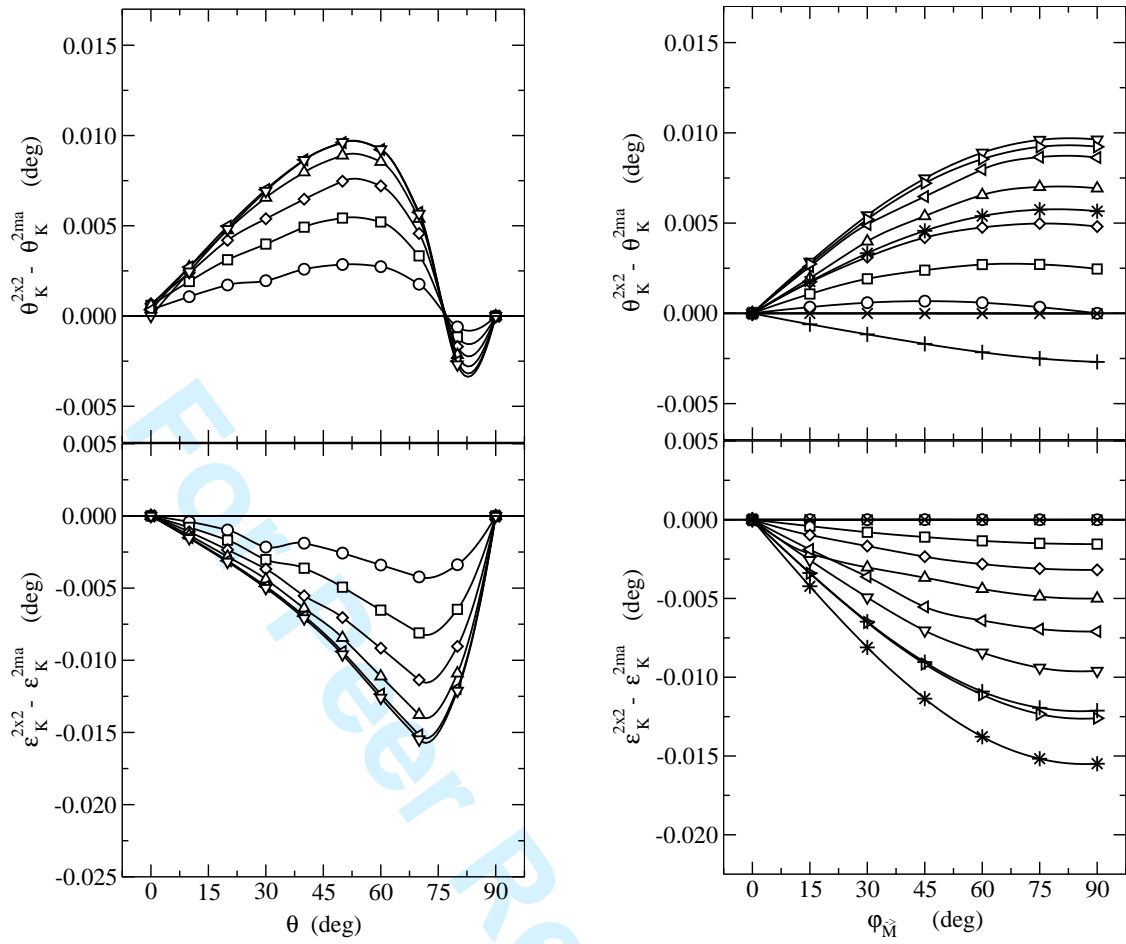 0.015
0.010
0.005
0.000
-0.005
θ_K^{2x2} - θ_K^{2ma} (deg)
0.005
0.000
-0.005
-0.010
-0.015
-0.020
-0.025
ε_K^{2x2} - ε_K^{2ma} (deg)
0 15 30 45 60 75 90
θ (deg)
0.015
0.010
0.005
0.000
-0.005
θ_K^{2x2} - θ_K^{2ma} (deg)
0.005
0.000
-0.005
-0.010
-0.015
-0.020
ε_K^{2x2} - ε_K^{2ma} (deg)
0 15 30 45 60 75 90
φ_M⃗ (deg)
For Peer Re